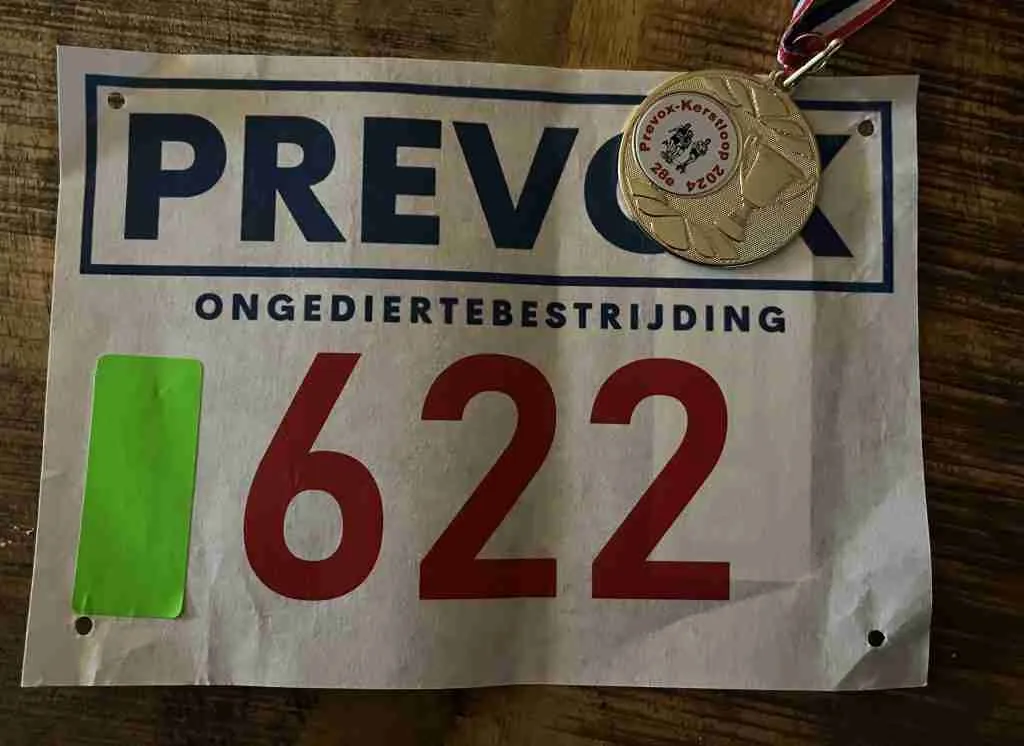 PREVOX
Prevox-Kerstloop 2024
28e
ONGEDIERTEBESTRIJDING
622